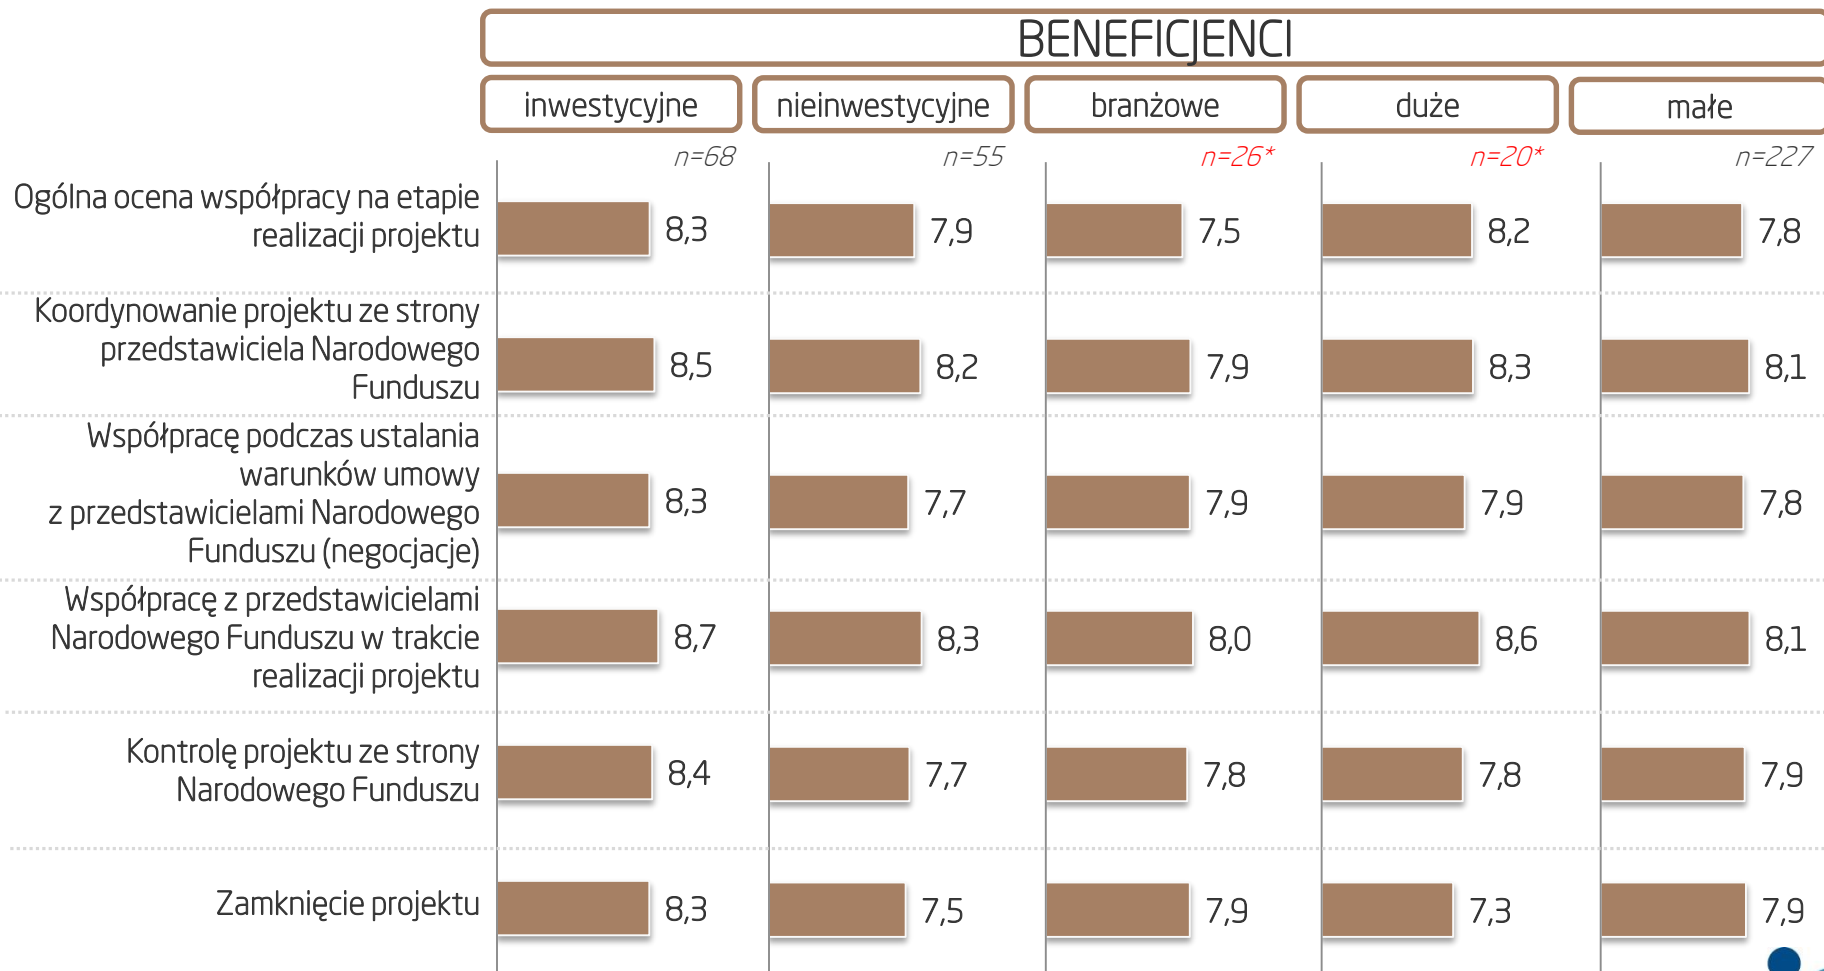 BENEFICJENCI
inwestycyjne nieinwestycyjne branżowe duże małe
n=68 n=55 n=26* n=20* n=227
Ogólna ocena współpracy na etapie
realizacji projektu
8,3 7,9 7,5 8,2 7,8
Koordynowanie projektu ze strony
przedstawiciela Narodowego
Funduszu
8,5 8,2 7,9 8,3 8,1
Współpracę podczas ustalania
warunków umowy
z przedstawicielami Narodowego
Funduszu (negocjacje)
8,3 7,7 7,9 7,9 7,8
Współpracę z przedstawicielami
Narodowego Funduszu w trakcie
realizacji projektu
8,7 8,3 8,0 8,6 8,1
Kontrolę projektu ze strony
Narodowego Funduszu
8,4 7,7 7,8 7,8 7,9
Zamknięcie projektu
8,3 7,5 7,9 7,3 7,9